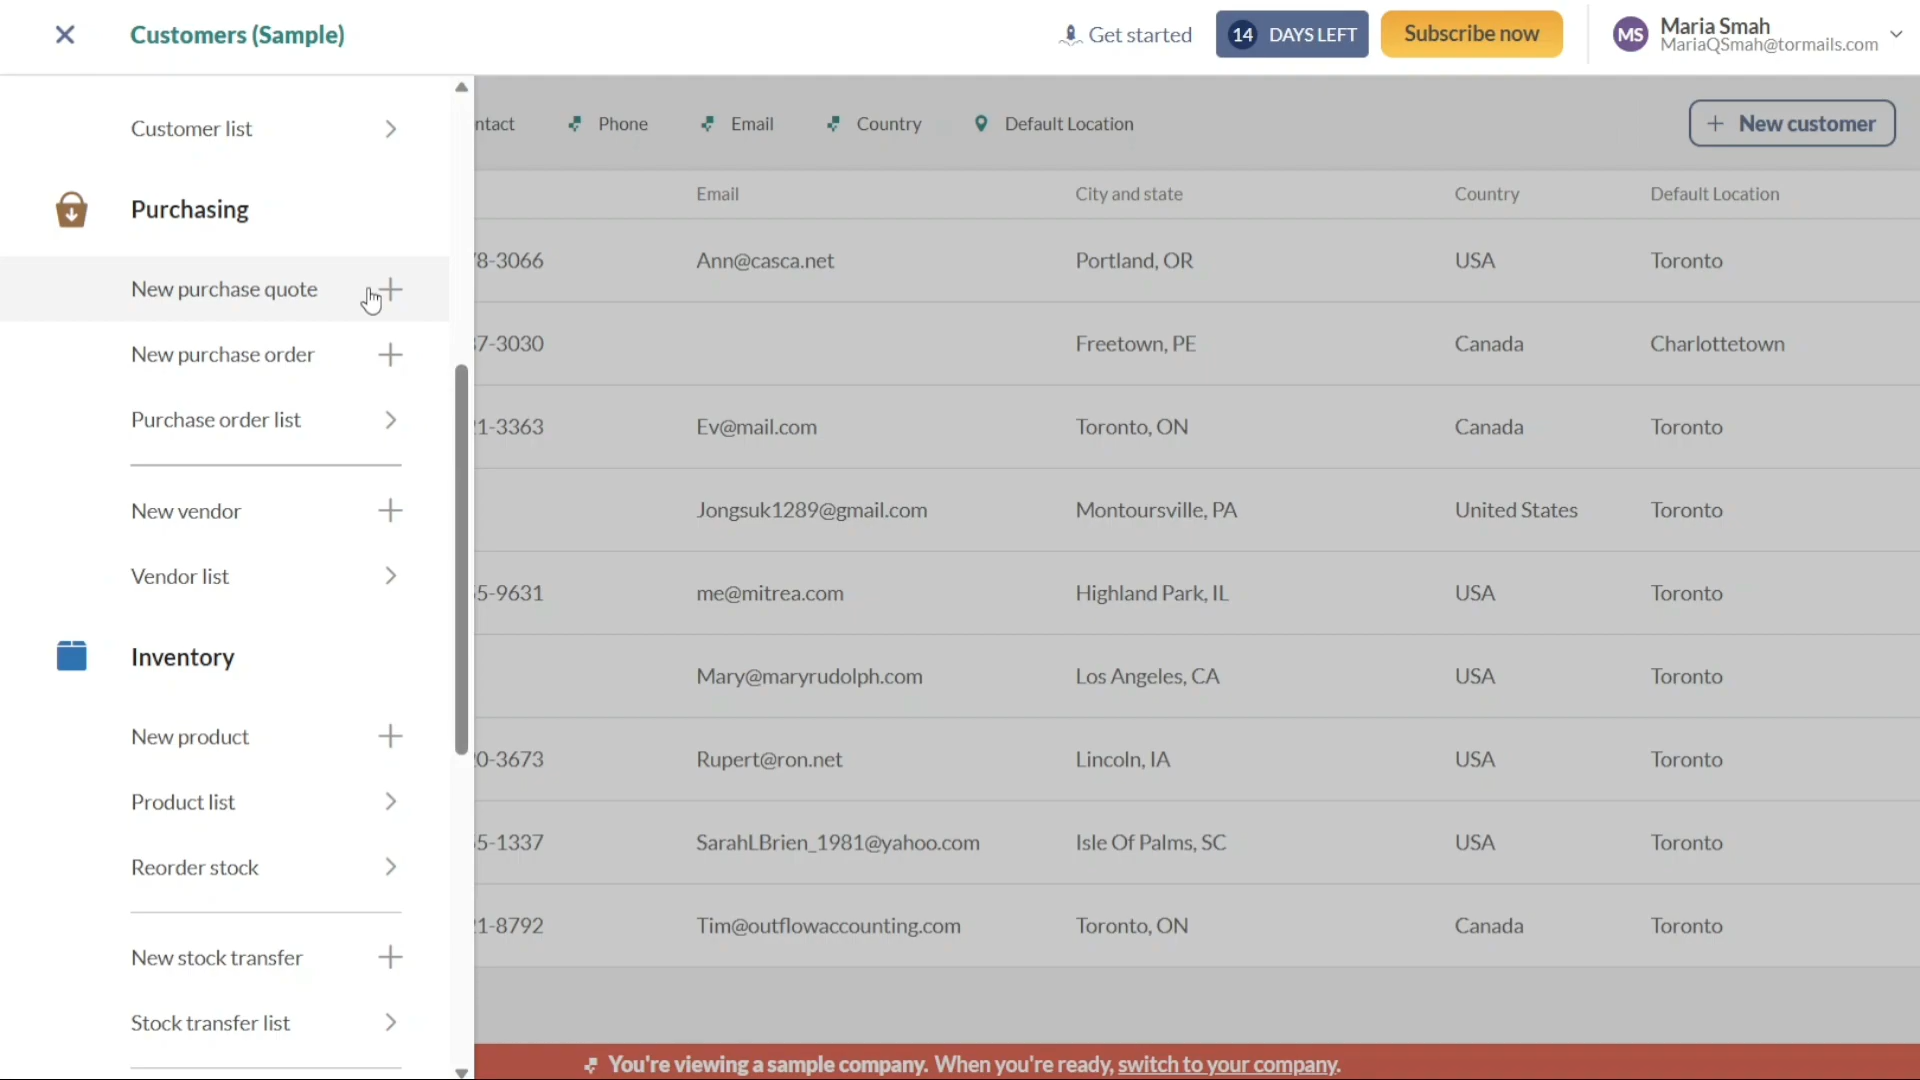 Customers (Sample)
Get started
14 DAYS LEFT
Subscribe now
MS
Maria Smah
MariaQSmah@tormails.com
Customer list
Purchasing
New purchase quote
New purchase order
Purchase order list
New vendor
Vendor list
Inventory
New product
Product list
Reorder stock
New stock transfer
Stock transfer list
ntact Phone Email Country Default Location
+ New customer
Email City and state Country Default Location
8-3066 Ann@casca.net Portland, OR USA Toronto
7-3030 Freetown, PE Canada Charlottetown
1-3363 Ev@mail.com Toronto, ON Canada Toronto
Jongsuk1289@gmail.com Montoursville, PA United States Toronto
5-9631 me@mitrea.com Highland Park, IL USA Toronto
Mary@maryrudolph.com Los Angeles, CA USA Toronto
0-3673 Rupert@ron.net Lincoln, IA USA Toronto
5-1337 SarahLBrien_1981@yahoo.com Isle Of Palms, SC USA Toronto
1-8792 Tim@outflowaccounting.com Toronto, ON Canada Toronto
You're viewing a sample company. When you're ready, switch to your company.